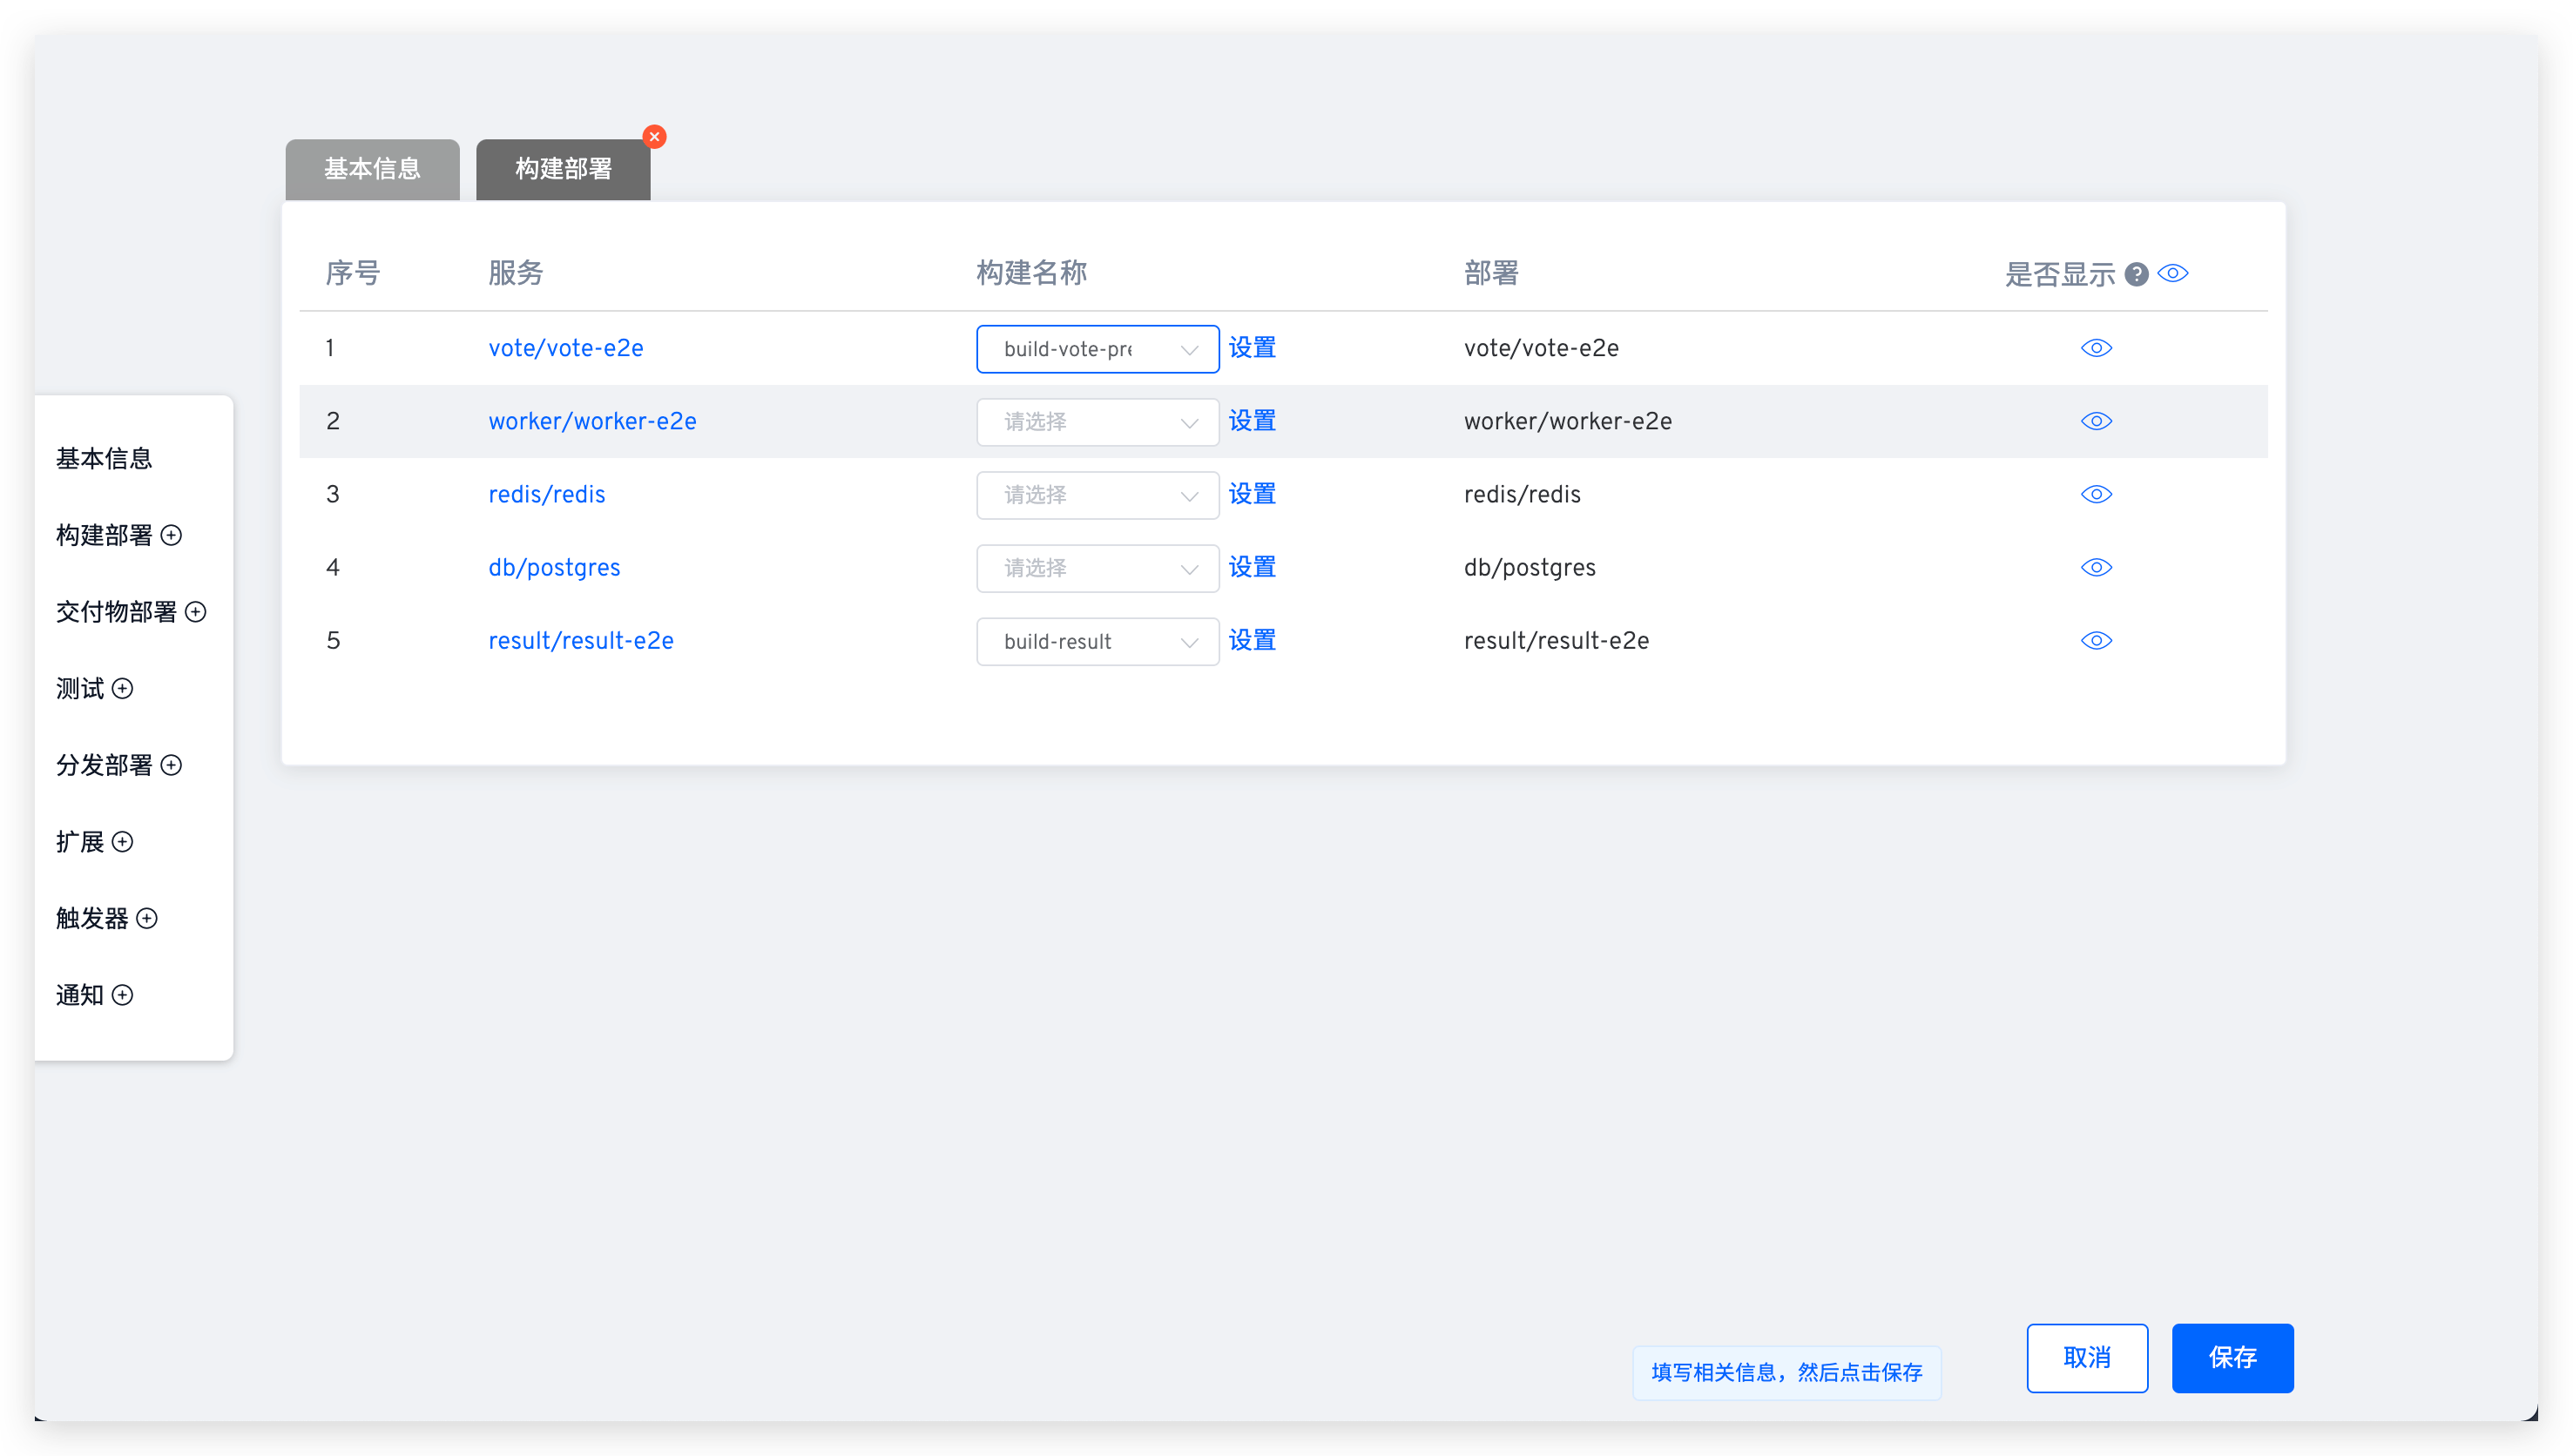 基本信息
构建部署
序号 服务 构建名称 部署 是否显示
1 vote/vote-e2e build-vote-pre 设置 vote/vote-e2e
2 worker/worker-e2e 请选择 设置 worker/worker-e2e
3 redis/redis 请选择 设置 redis/redis
4 db/postgres 请选择 设置 db/postgres
5 result/result-e2e build-result 设置 result/result-e2e
基本信息
构建部署
交付物部署
测试
分发部署
扩展
触发器
通知
填写相关信息，然后点击保存
取消
保存